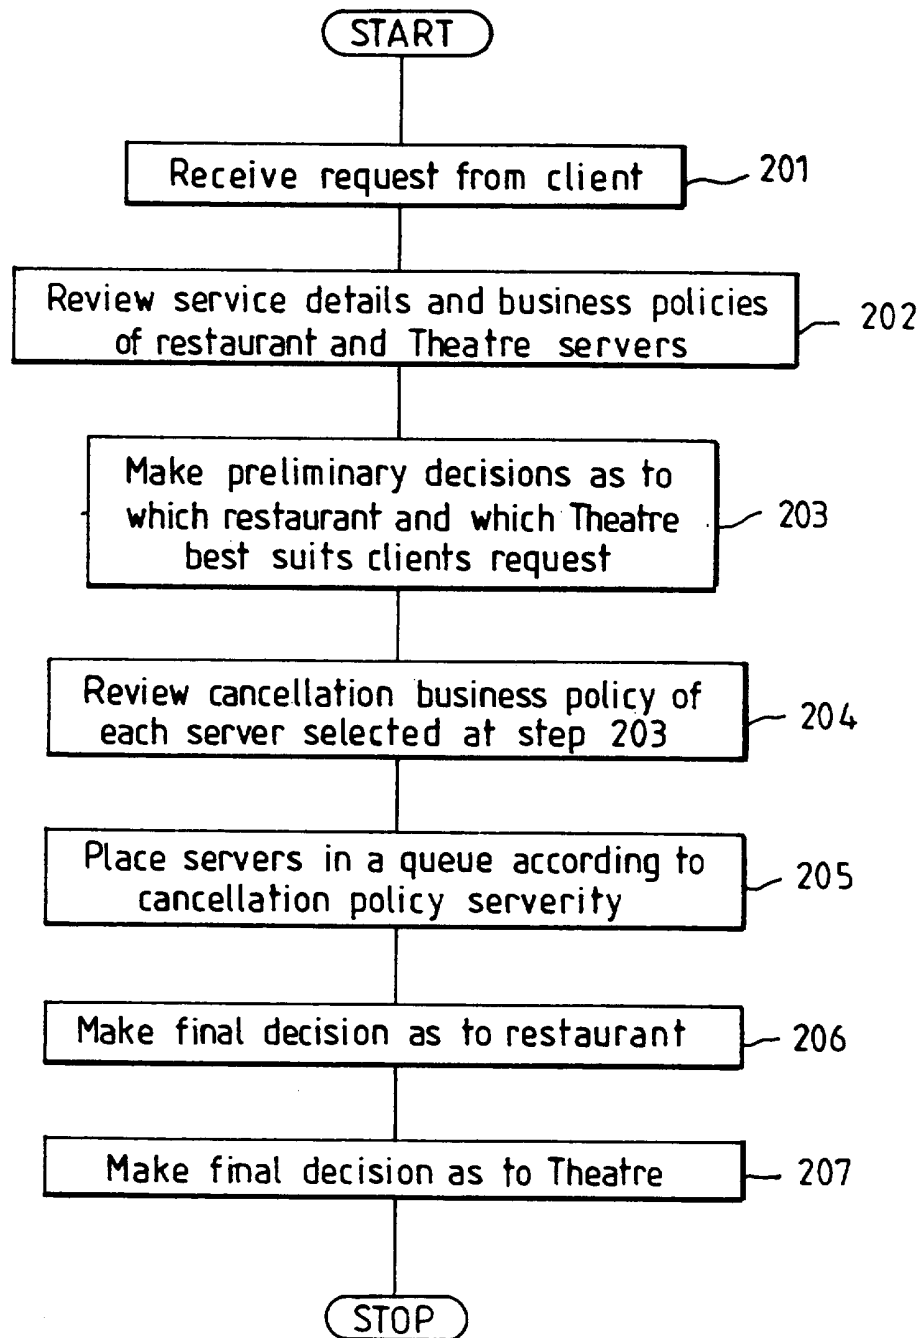 START
Receive request from client
201
Review service details and business policies
of restaurant and Theatre servers
202
Make preliminary decisions as to
which restaurant and which Theatre
best suits clients request
203
Review cancellation business policy of
each server selected at step 203
204
Place servers in a queue according to
cancellation policy serverity
205
Make final decision as to restaurant
206
Make final decision as to Theatre
207
STOP